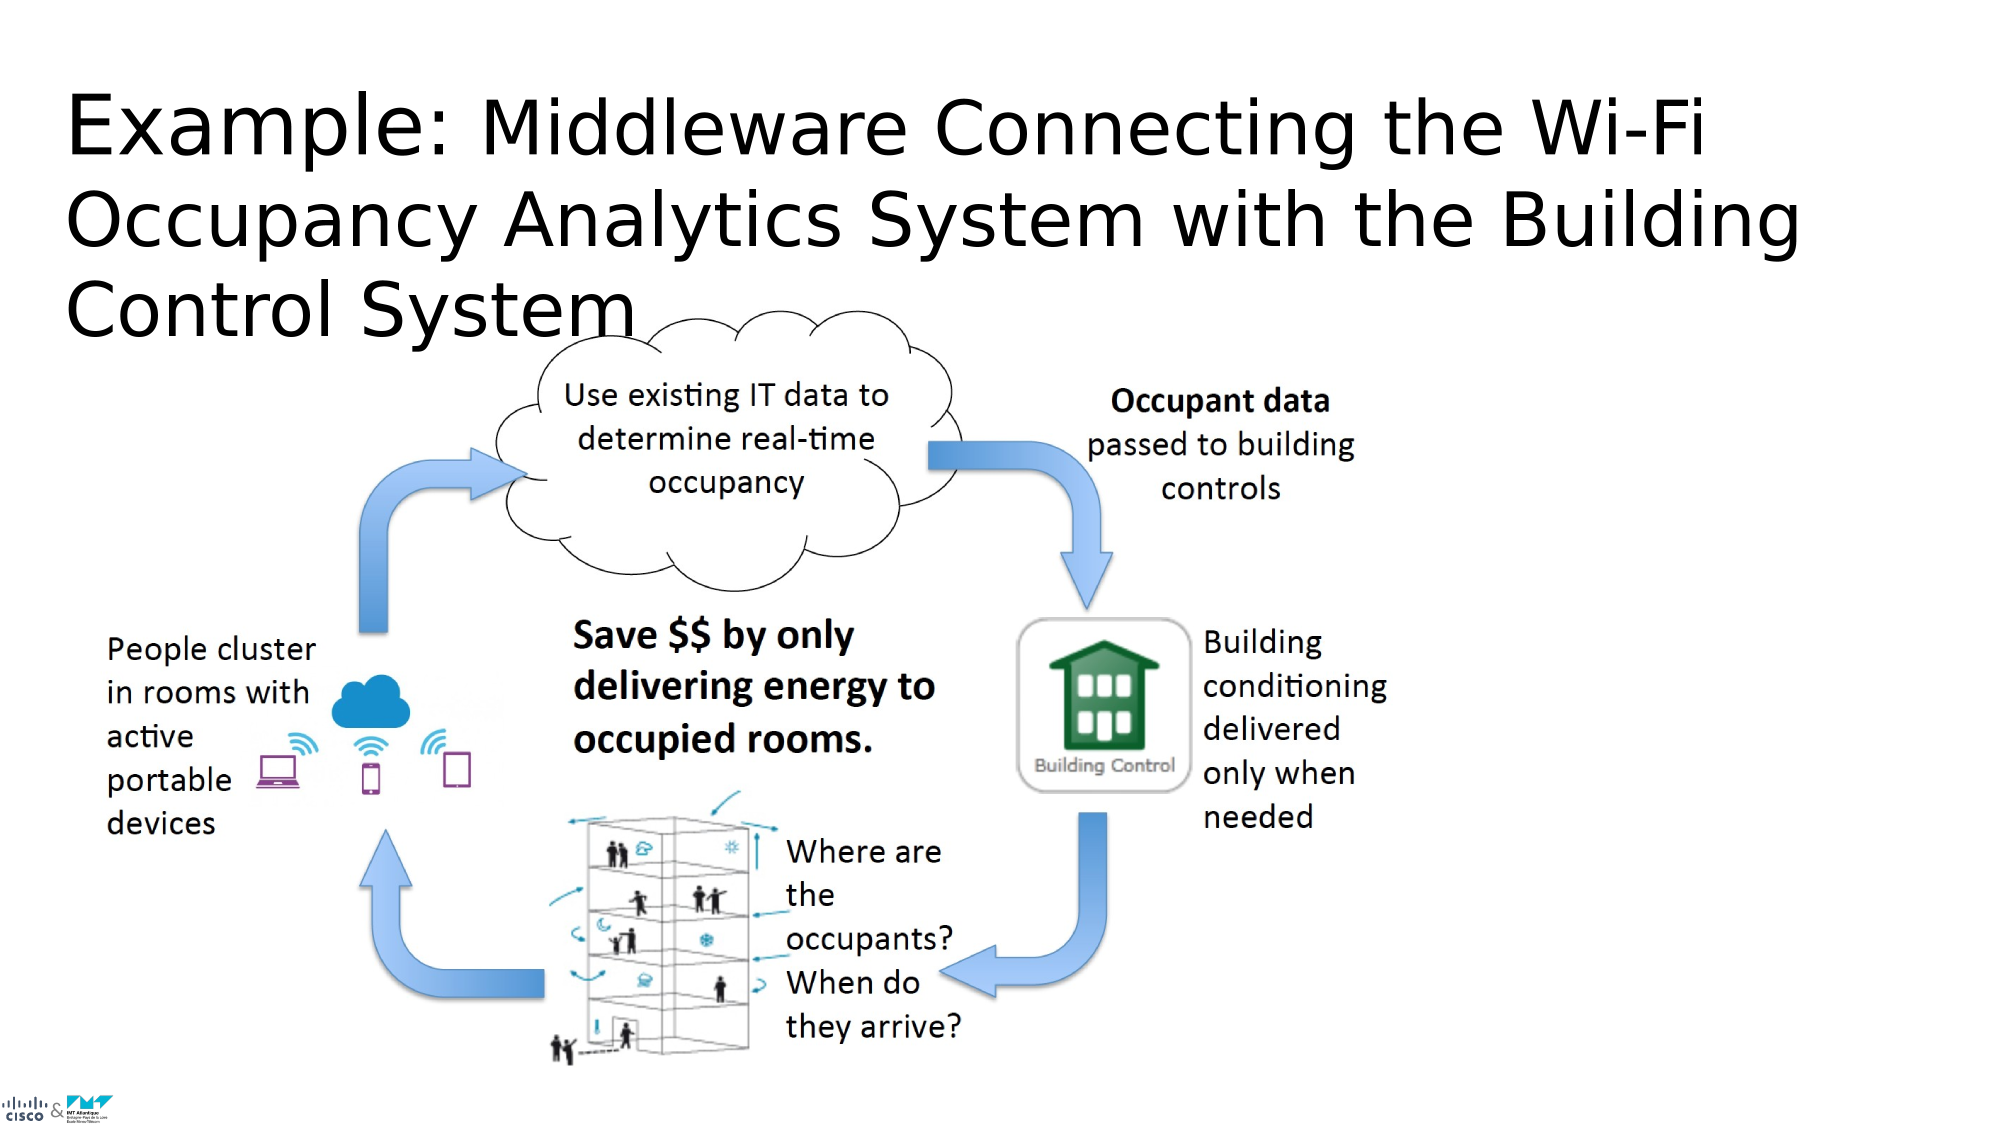 Example: Middleware Connecting the Wi-Fi
Occupancy Analytics System with the Building
Control System
Use existing IT data to
determine real-time
occupancy
Occupant data
passed to building
controls
People cluster
in rooms with
active
portable
devices
Save $$ by only
delivering energy to
occupied rooms.
Building Control
Building
conditioning
delivered
only when
needed
Where are
the
occupants?
When do
they arrive?
CISCO & IMT Atlantique